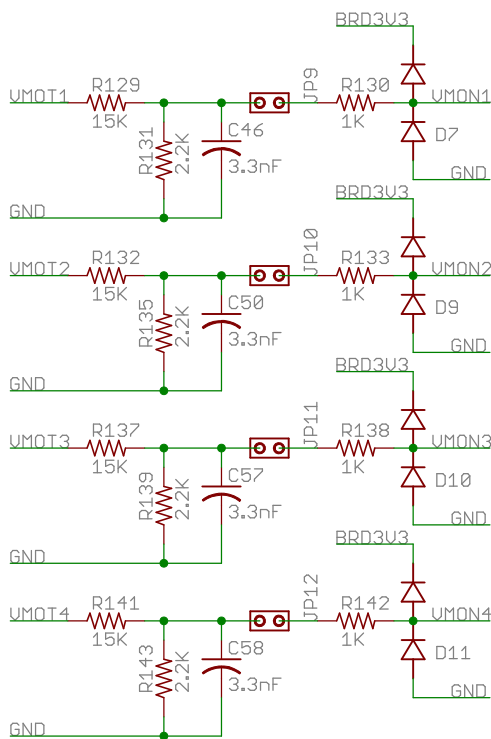 BRD3V3
VMOT1 R129 15K JP9 R130 1K VMON1
R131 2.2K C46 3.3nF D7
GND GND
BRD3V3
VMOT2 R132 15K JP10 R133 1K VMON2
R135 2.2K C50 3.3nF D9
GND GND
BRD3V3
VMOT3 R137 15K JP11 R138 1K VMON3
R139 2.2K C57 3.3nF D10
GND GND
BRD3V3
VMOT4 R141 15K JP12 R142 1K VMON4
R143 2.2K C58 3.3nF D11
GND GND